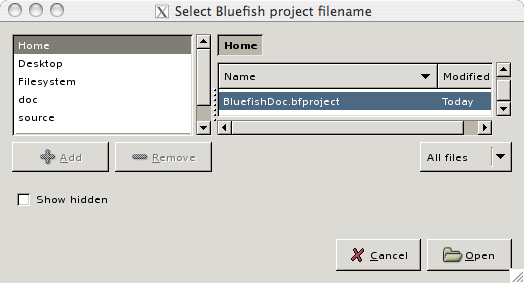 Select Bluefish project filename
Home
Desktop
Filesystem
doc
source
Home
Name Modified
BluefishDoc.bfproject Today
Add Remove
All files
Show hidden
Cancel Open